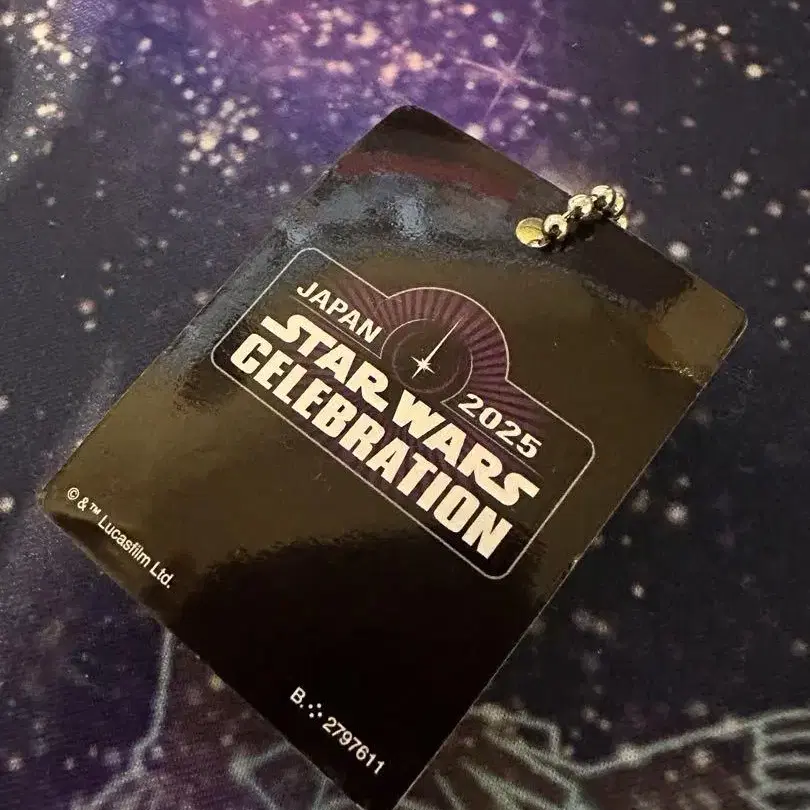 JAPAN
2025
STAR WARS
CELEBRATION
© & ™ Lucasfilm Ltd.
B. 2797611